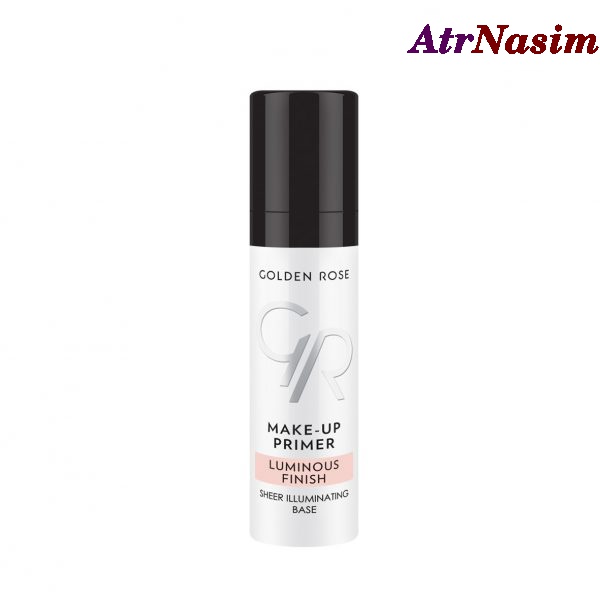 AtrNasim
GOLDEN ROSE
GR
MAKE-UP
PRIMER
LUMINOUS
FINISH
SHEER ILLUMINATING
BASE